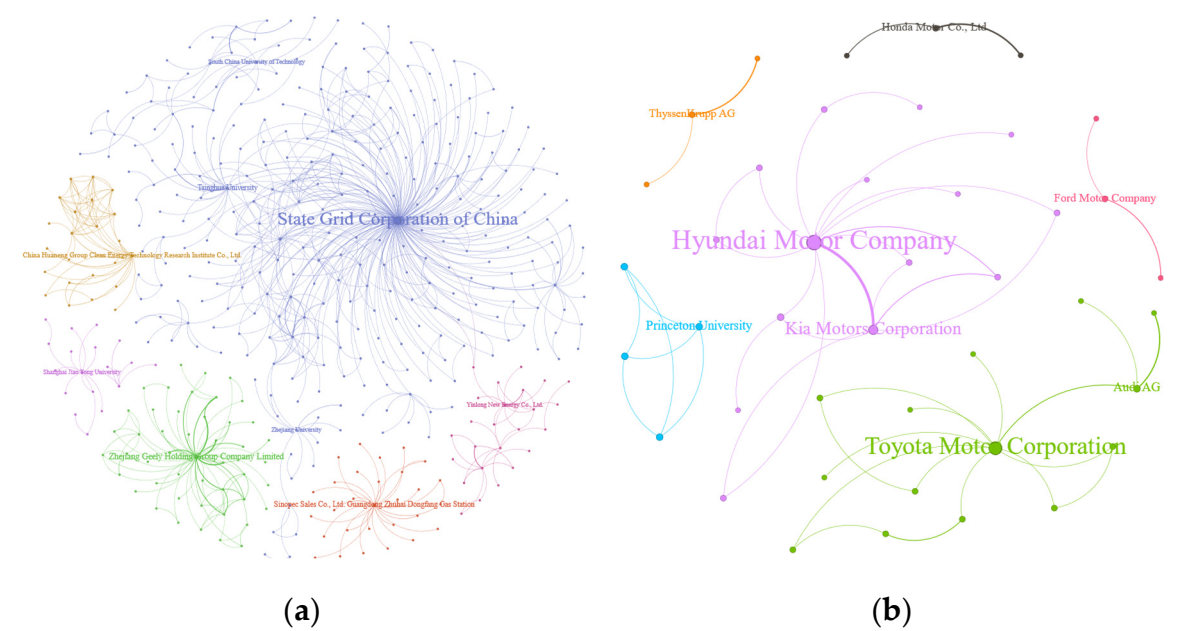 South China University of Technology
Tsinghua University
State Grid Corporation of China
China Huaneng Group Clean Energy Technology Research Institute Co., Ltd.
Shanghai Jiao Tong University
Yinlong New Energy Co., Ltd.
Zhejiang University
Zhejiang Geely Holding Group Company Limited
Sinopec Sales Co., Ltd. Guangdong Zhuhai Dongfang Gas Station
(a)
Honda Motor Co., Ltd
ThyssenKrupp AG
Ford Motor Company
Hyundai Motor Company
Princeton University
Kia Motors Corporation
Audi AG
Toyota Motor Corporation
(b)